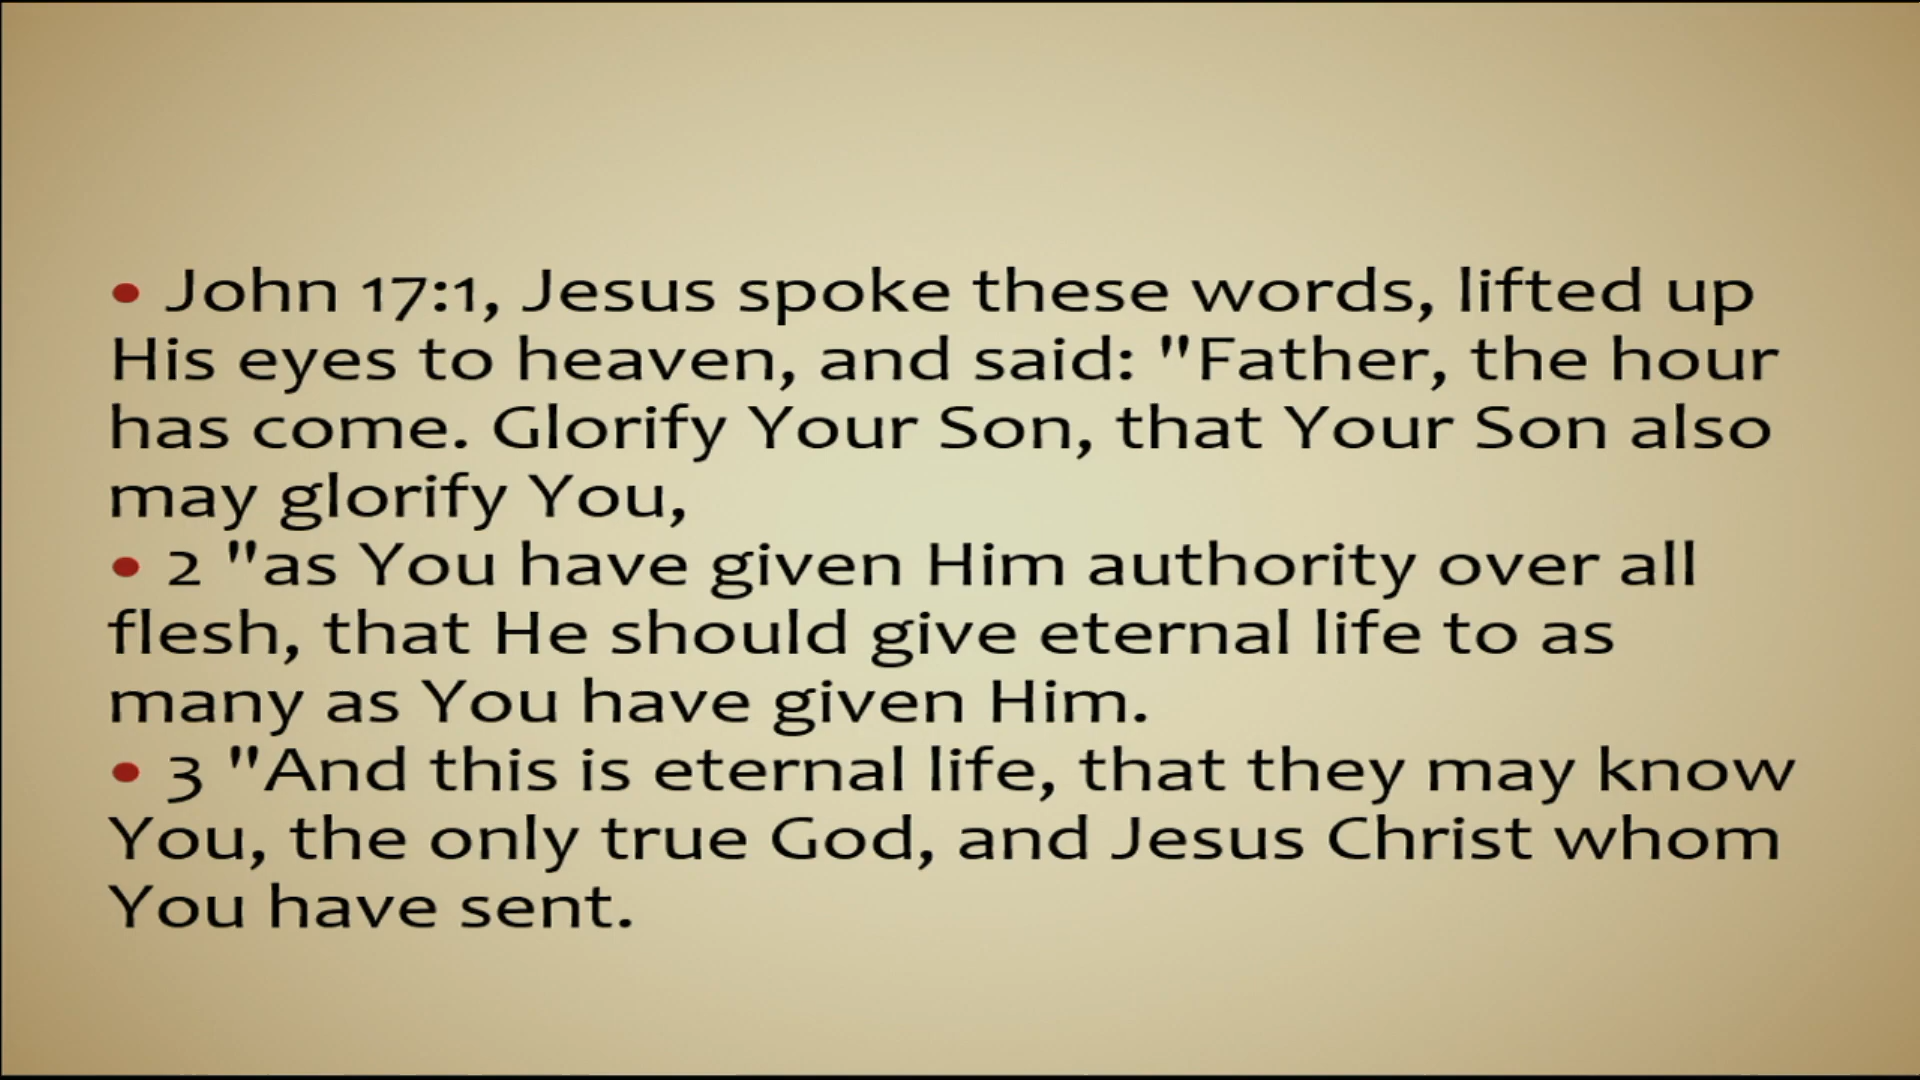 • John 17:1, Jesus spoke these words, lifted up
His eyes to heaven, and said: "Father, the hour
has come. Glorify Your Son, that Your Son also
may glorify You,
• 2 "as You have given Him authority over all
flesh, that He should give eternal life to as
many as You have given Him.
• 3 "And this is eternal life, that they may know
You, the only true God, and Jesus Christ whom
You have sent.